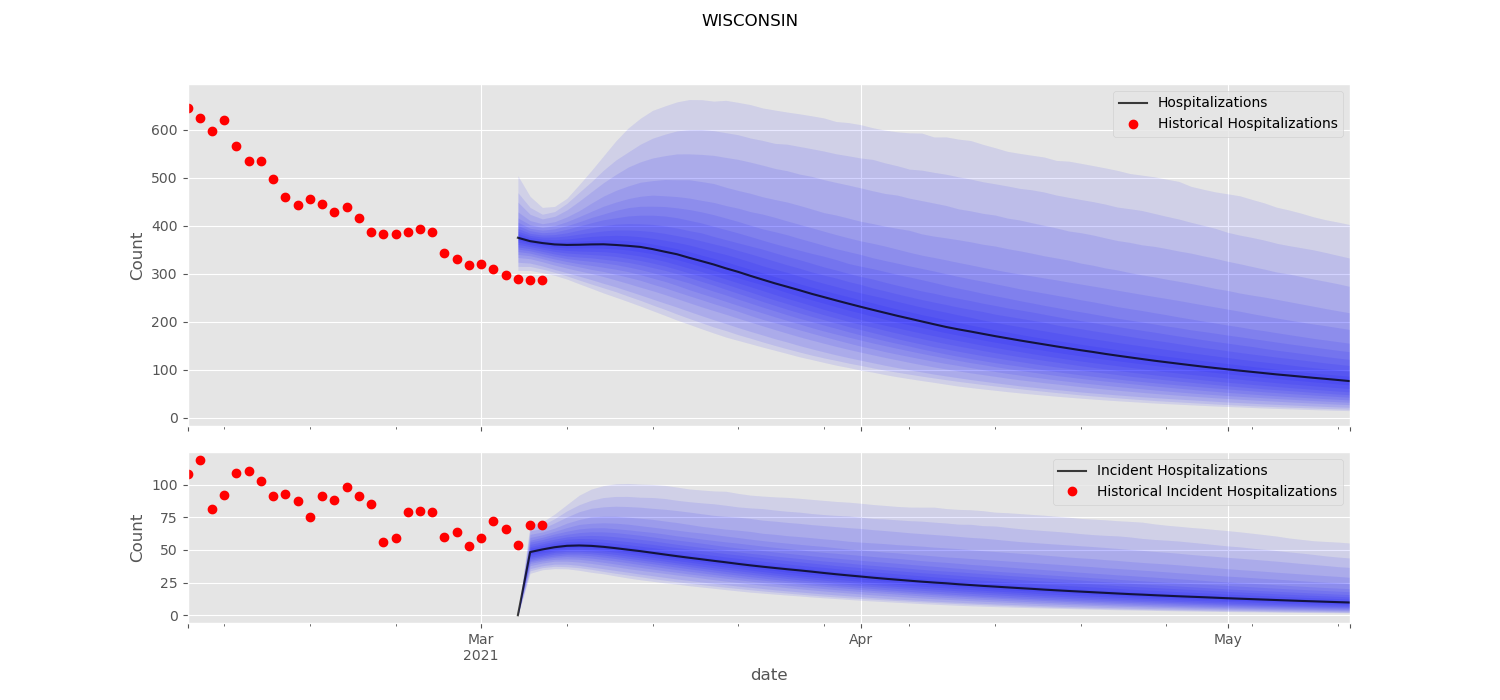 WISCONSIN
Hospitalizations
Historical Hospitalizations
600
500
400
300
200
100
0
Count
Incident Hospitalizations
Historical Incident Hospitalizations
100
75
50
25
0
Count
Mar
2021
Apr
May
date